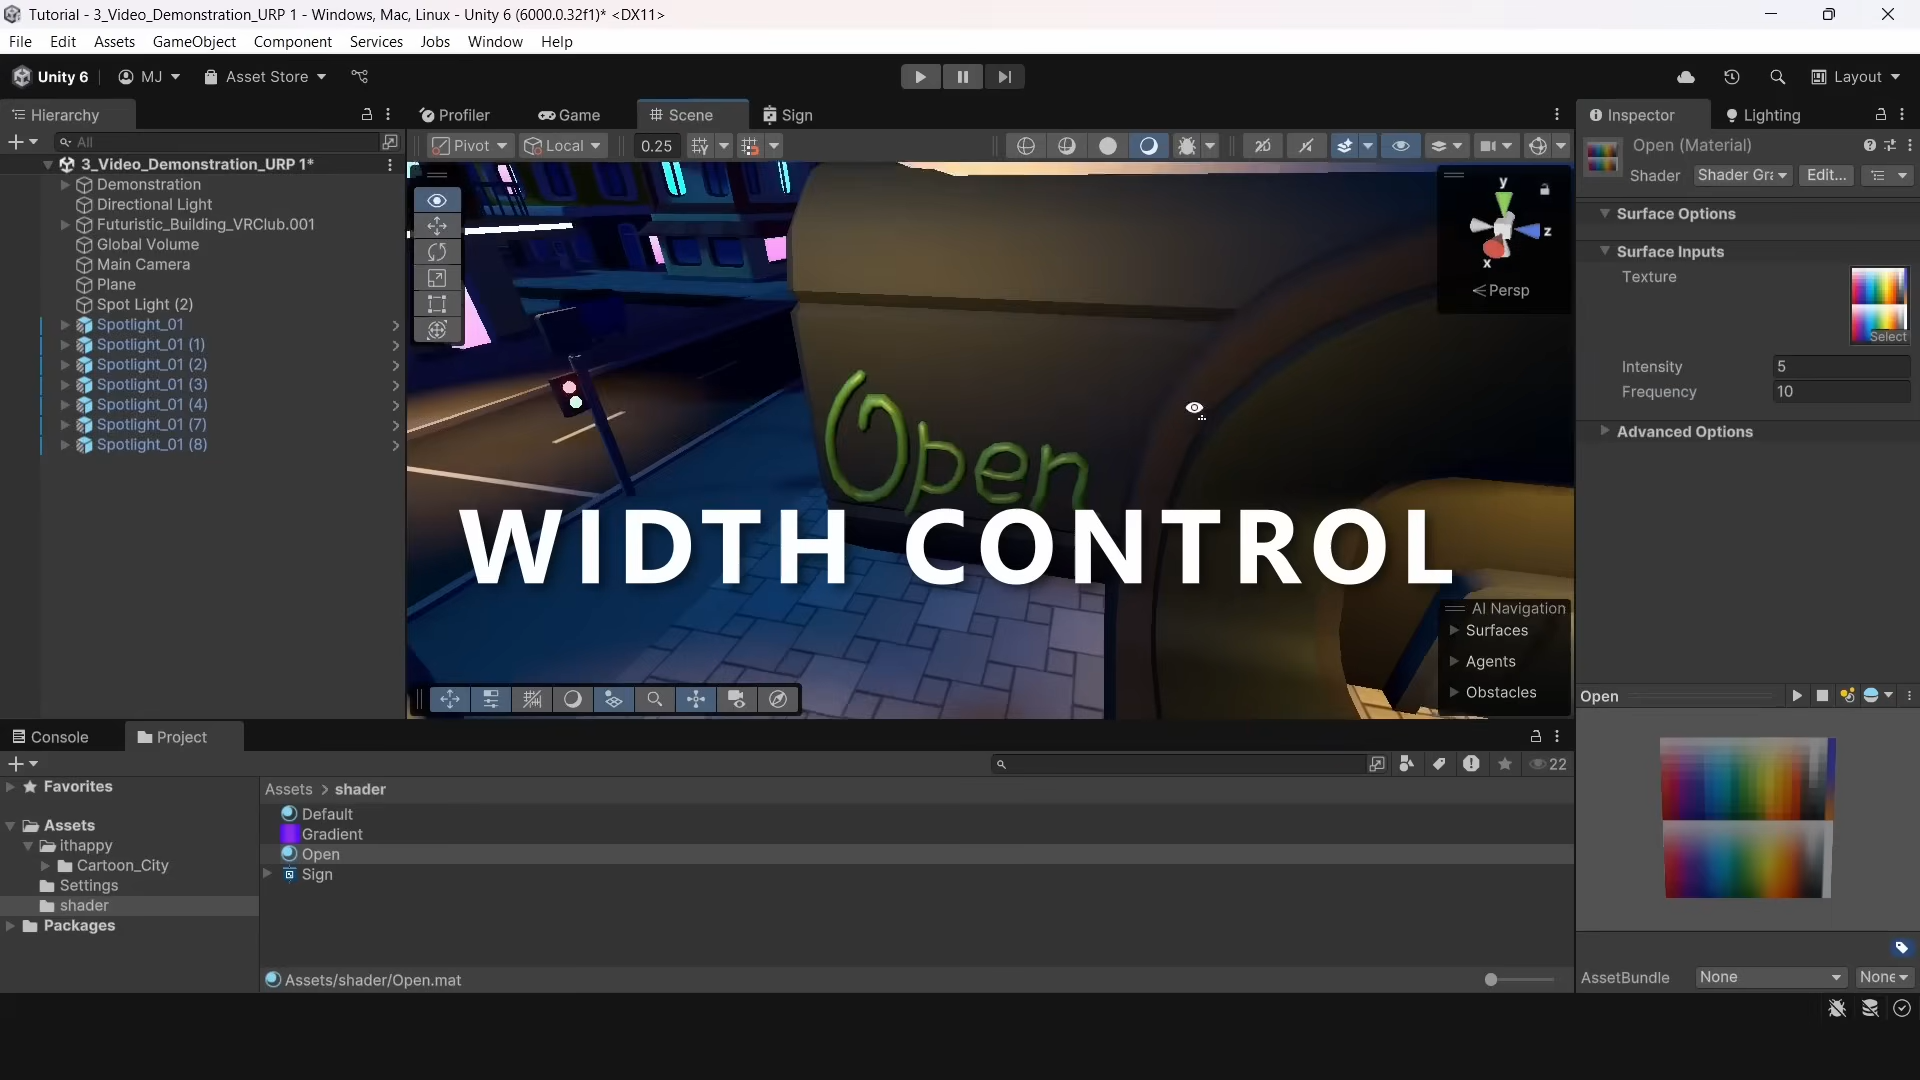 Tutorial - 3_Video_Demonstration_URP 1 - Windows, Mac, Linux - Unity 6 (6000.0.32f1)* <DX11>
File Edit Assets GameObject Component Services Jobs Window Help
Unity 6 MJ Asset Store Layout
Hierarchy Profiler Game Scene Sign Inspector Lighting
All Pivot Local 0.25 2D
3_Video_Demonstration_URP 1*
Demonstration
Directional Light
Futuristic_Building_VRClub.001
Global Volume
Main Camera
Plane
Spot Light (2)
Spotlight_01
Spotlight_01 (1)
Spotlight_01 (2)
Spotlight_01 (3)
Spotlight_01 (4)
Spotlight_01 (7)
Spotlight_01 (8)
y
z
x
Persp
Open
WIDTH CONTROL
AI Navigation
Surfaces
Agents
Obstacles
Open (Material)
Shader Shader Gra Edit...
Surface Options
Surface Inputs
Texture
Select
Intensity 5
Frequency 10
Advanced Options
Open
Console Project
22
Favorites
Assets
ithappy
Cartoon_City
Settings
shader
Packages
Assets > shader
Default
Gradient
Open
Sign
Assets/shader/Open.mat
AssetBundle None None